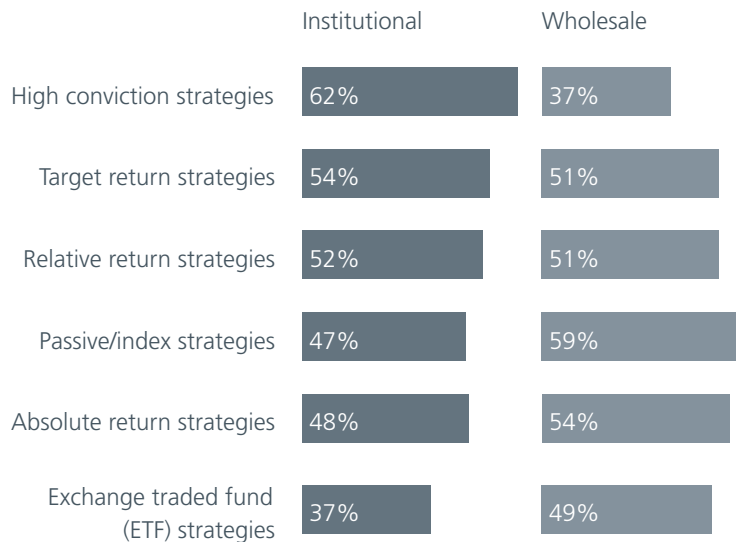 Institutional Wholesale
High conviction strategies 62% 37%
Target return strategies 54% 51%
Relative return strategies 52% 51%
Passive/index strategies 47% 59%
Absolute return strategies 48% 54%
Exchange traded fund
(ETF) strategies 37% 49%